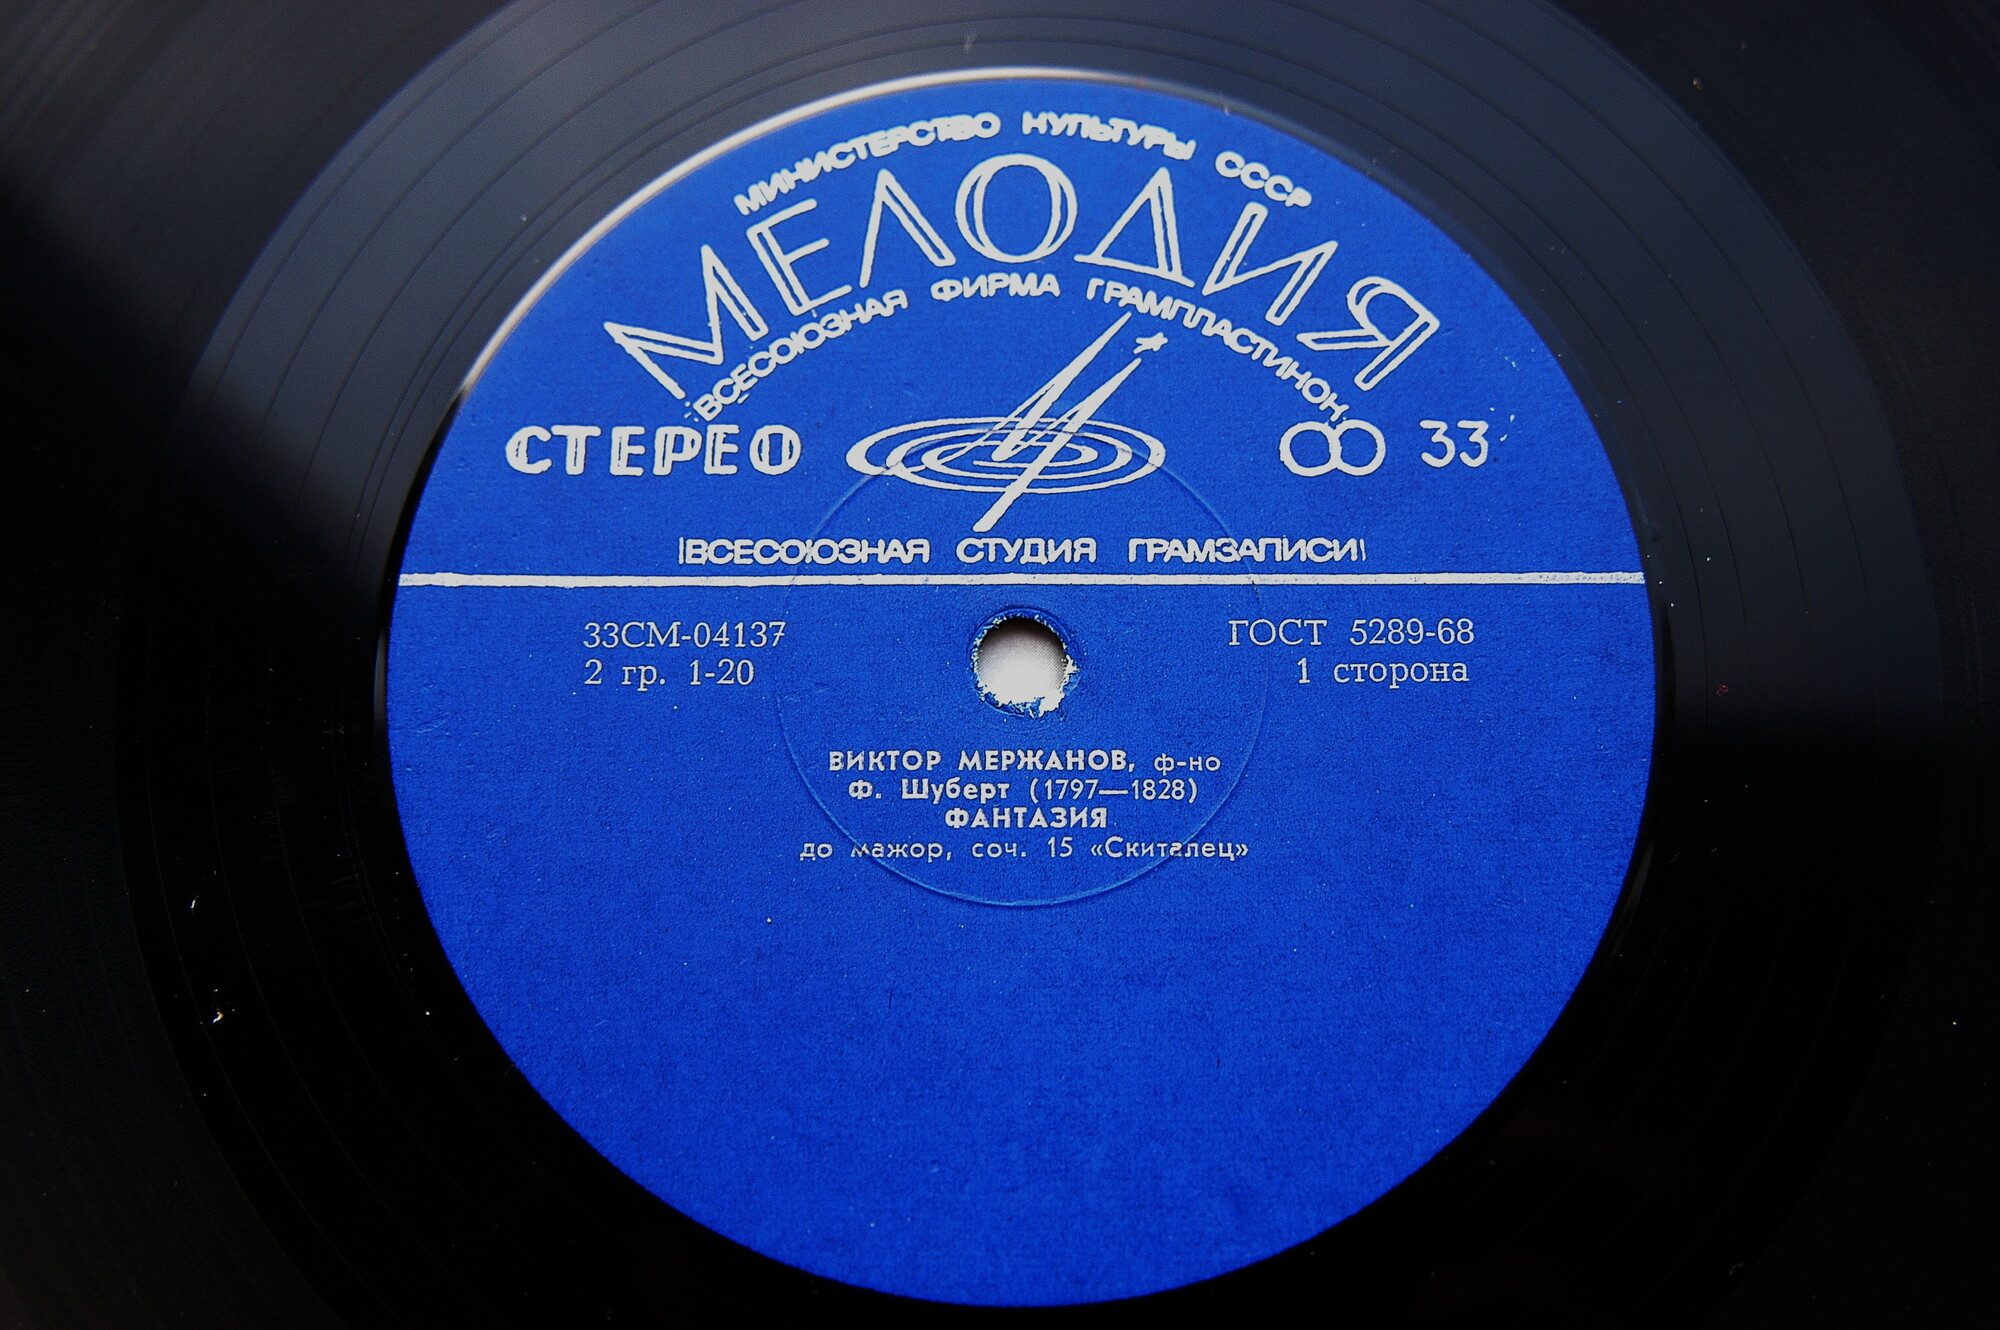 МИНИСТЕРСТВО КУЛЬТУРЫ СССР
МЕЛОДИЯ
ВСЕСОЮЗНАЯ ФИРМА ГРАМПЛАСТИНОК
СТЕРЕО 33
ВСЕСОЮЗНАЯ СТУДИЯ ГРАМЗАПИСИ
33СМ-04137 ГОСТ 5289-68
2 гр. 1-20 1 сторона
ВИКТОР МЕРЖАНОВ, ф-но
Ф. Шуберт (1797—1828)
ФАНТАЗИЯ
до мажор, соч. 15 «Скиталец»